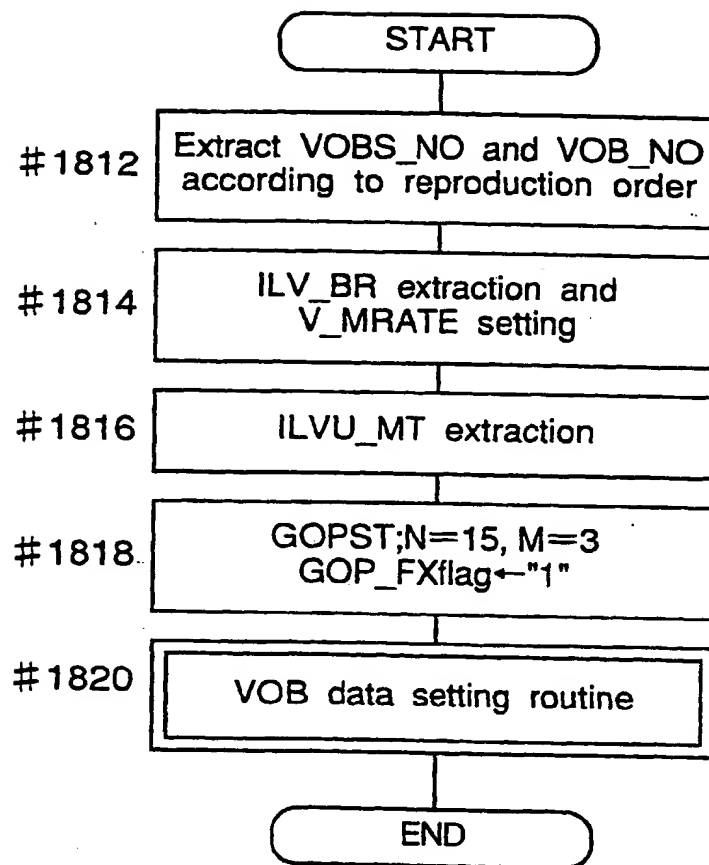 START
#1812
Extract VOBS_NO and VOB_NO
according to reproduction order
#1814
ILV_BR extraction and
V_MRATE setting
#1816
ILVU_MT extraction
#1818
GOPST;N=15, M=3
GOP_FXflag←"1"
#1820
VOB data setting routine
END